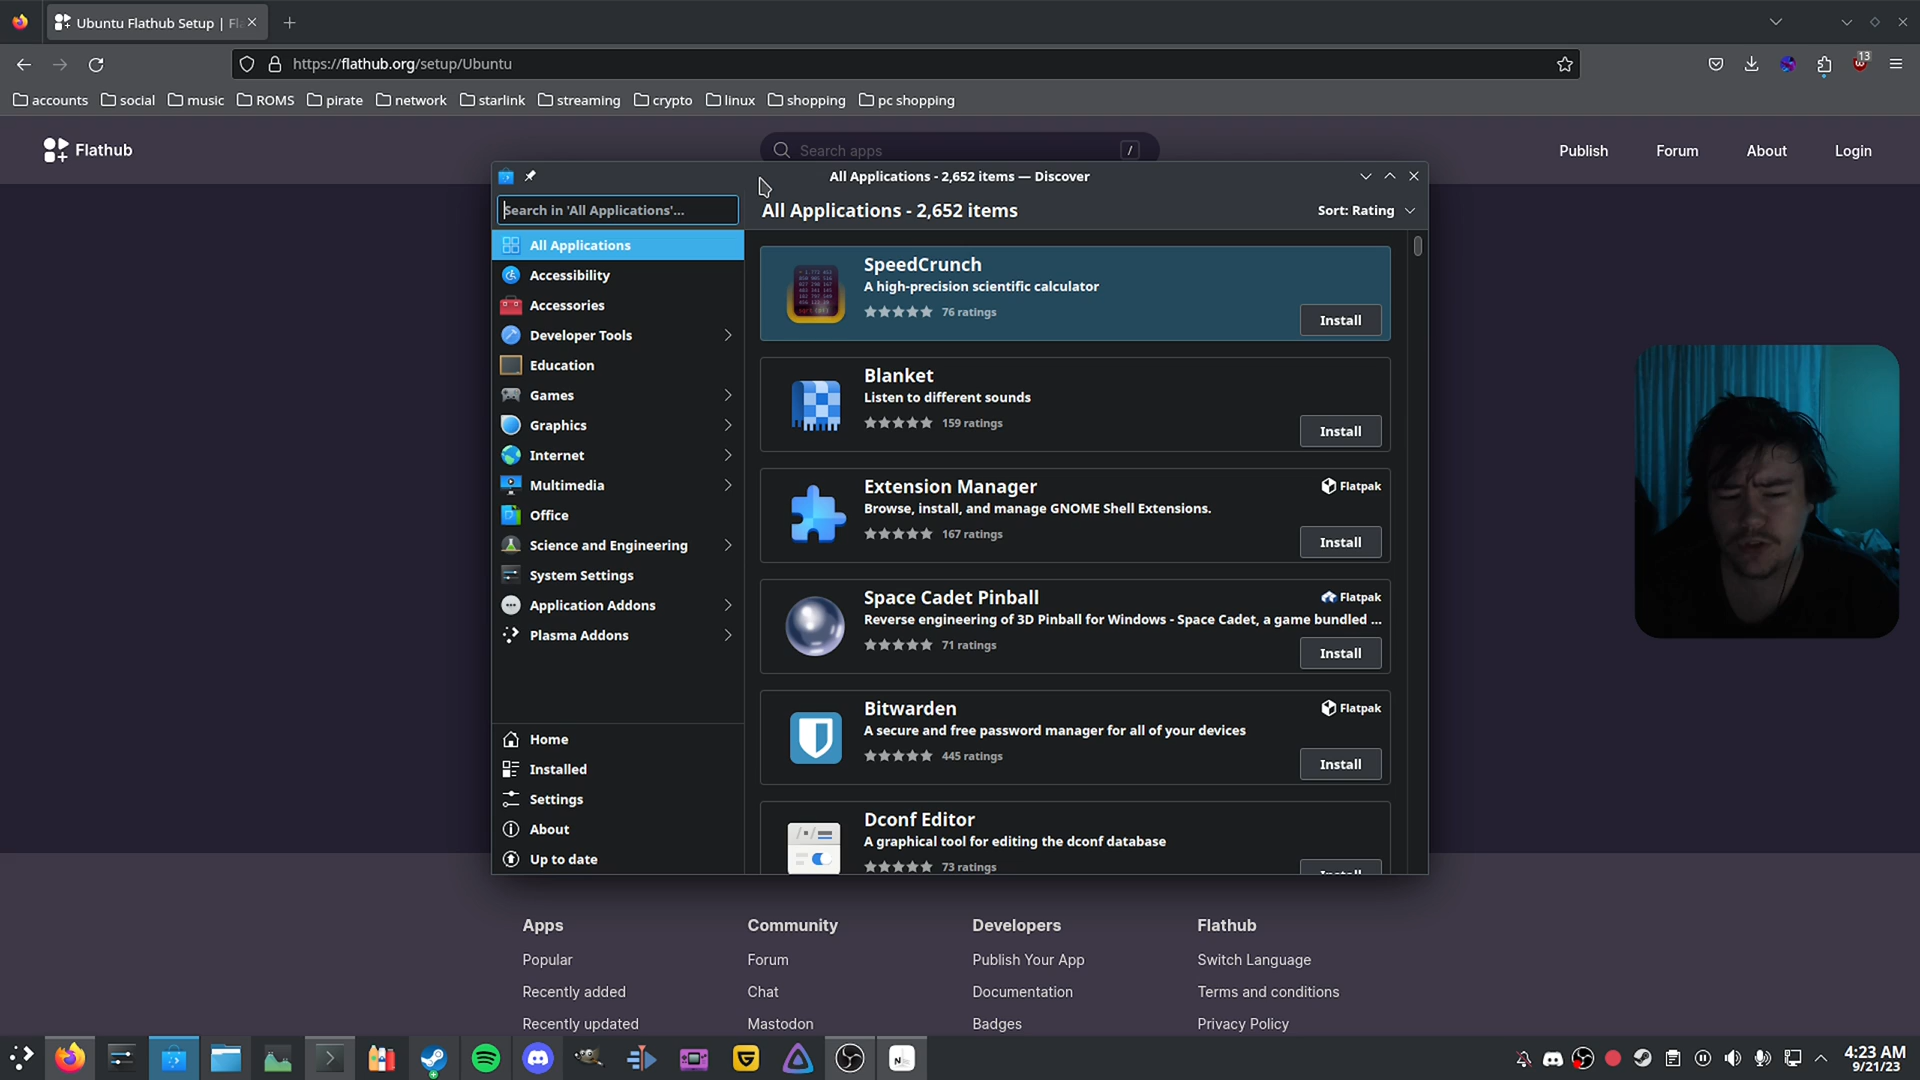 Ubuntu Flathub Setup | Fl
https://flathub.org/setup/Ubuntu
13
accounts social music ROMS pirate network starlink streaming crypto linux shopping pc shopping
Flathub
Search apps /
Publish Forum About Login
All Applications - 2,652 items — Discover
Search in 'All Applications'...
All Applications - 2,652 items
Sort: Rating
All Applications
Accessibility
Accessories
Developer Tools
Education
Games
Graphics
Internet
Multimedia
Office
Science and Engineering
System Settings
Application Addons
Plasma Addons
Home
Installed
Settings
About
Up to date
SpeedCrunch
A high-precision scientific calculator
76 ratings
Install
Blanket
Listen to different sounds
159 ratings
Install
Extension Manager
Flatpak
Browse, install, and manage GNOME Shell Extensions.
167 ratings
Install
Space Cadet Pinball
Flatpak
Reverse engineering of 3D Pinball for Windows - Space Cadet, a game bundled ...
71 ratings
Install
Bitwarden
Flatpak
A secure and free password manager for all of your devices
445 ratings
Install
Dconf Editor
A graphical tool for editing the dconf database
73 ratings
Install
Apps
Popular
Recently added
Recently updated
Community
Forum
Chat
Mastodon
Developers
Publish Your App
Documentation
Badges
Flathub
Switch Language
Terms and conditions
Privacy Policy
4:23 AM
9/21/23